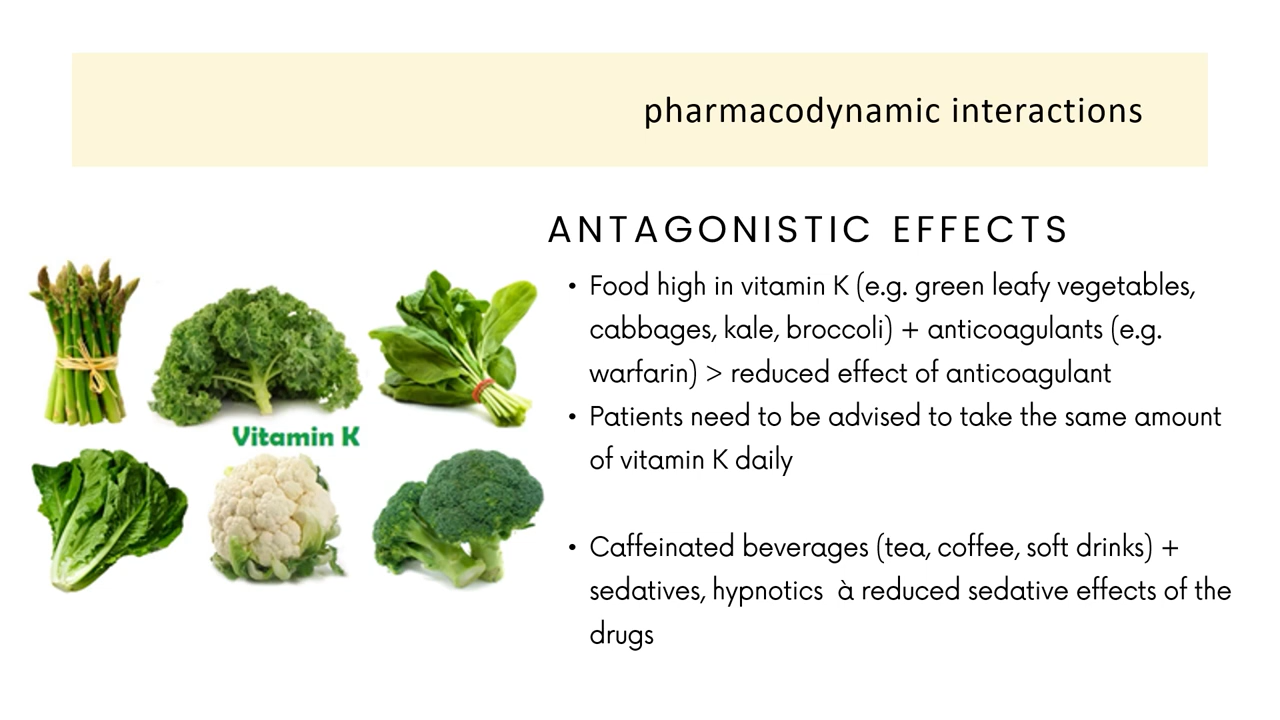 pharmacodynamic interactions
ANTAGONISTIC EFFECTS
• Food high in vitamin K (e.g. green leafy vegetables,
cabbages, kale, broccoli) + anticoagulants (e.g.
warfarin) > reduced effect of anticoagulant
• Patients need to be advised to take the same amount
of vitamin K daily
Vitamin K
• Caffeinated beverages (tea, coffee, soft drinks) +
sedatives, hypnotics à reduced sedative effects of the
drugs